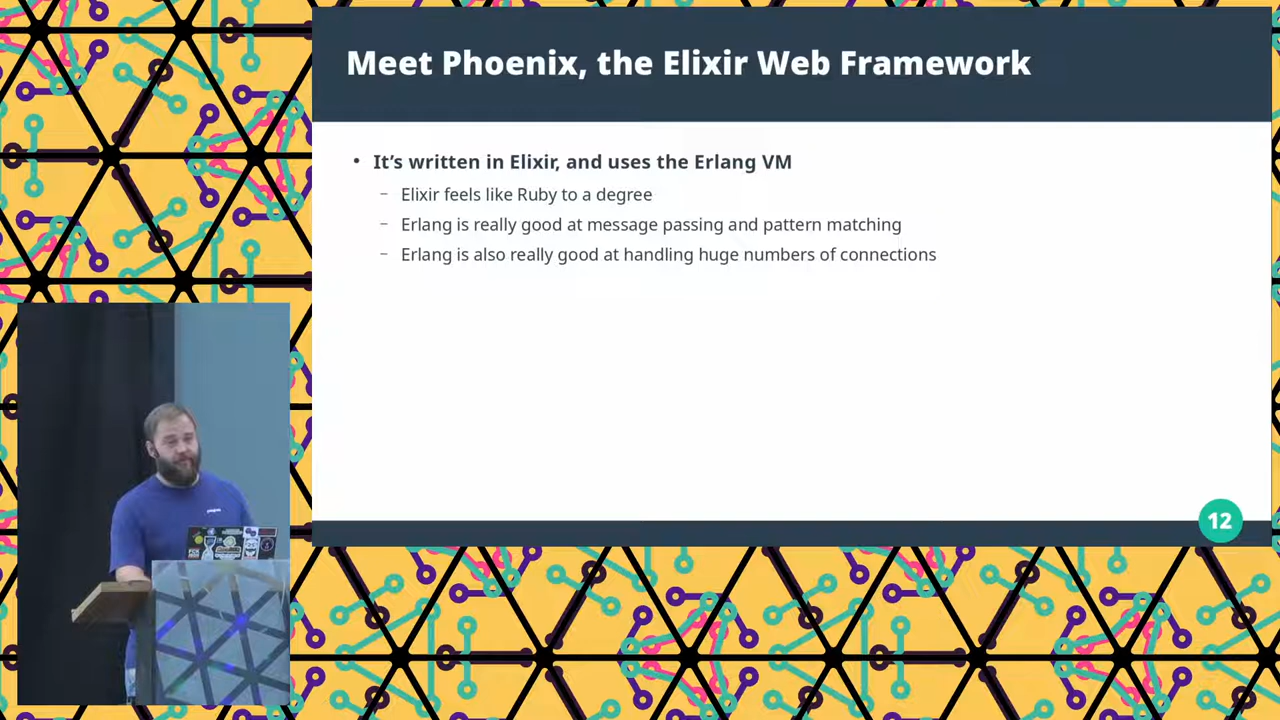 Meet Phoenix, the Elixir Web Framework
• It’s written in Elixir, and uses the Erlang VM
– Elixir feels like Ruby to a degree
– Erlang is really good at message passing and pattern matching
– Erlang is also really good at handling huge numbers of connections
12